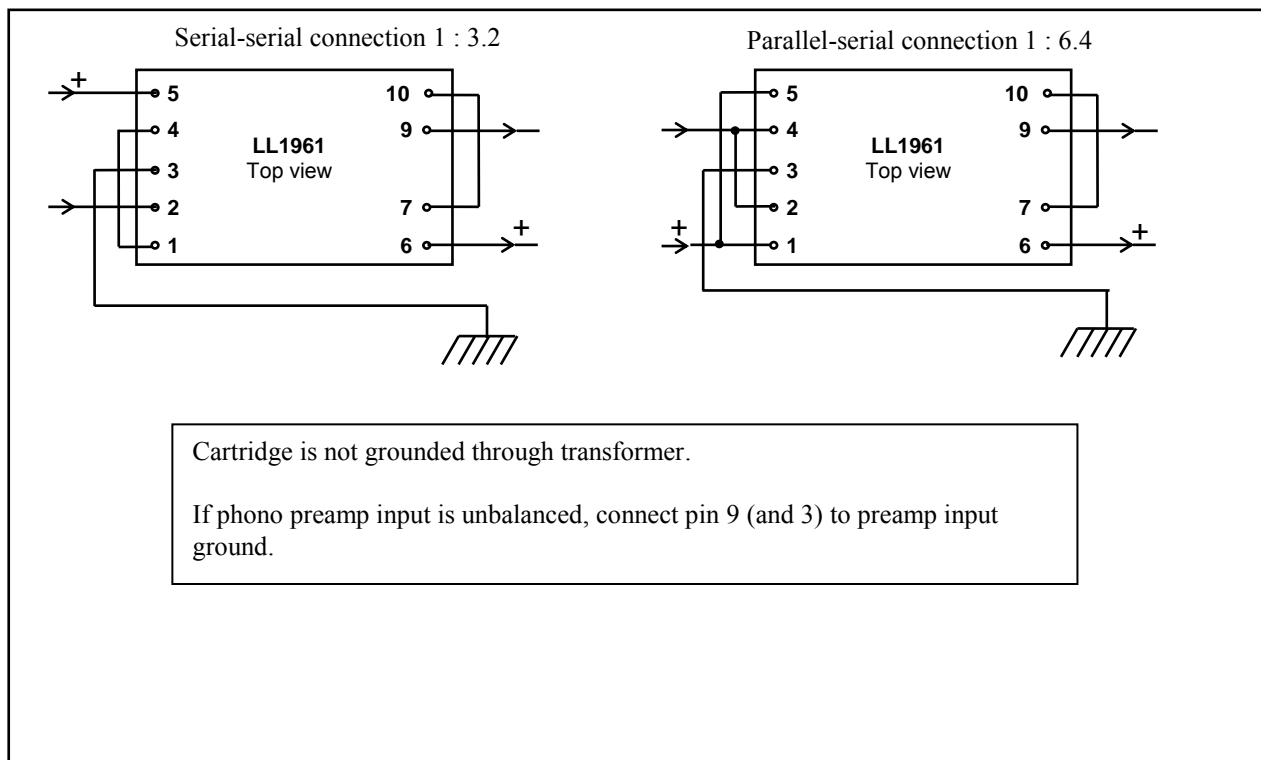 Serial-serial connection 1 : 3.2
+
5
4
3
2
1
LL1961
Top view
10
9
7
6
+
Parallel-serial connection 1 : 6.4
+
5
4
3
2
1
LL1961
Top view
10
9
7
6
+
Cartridge is not grounded through transformer.
If phono preamp input is unbalanced, connect pin 9 (and 3) to preamp input
ground.